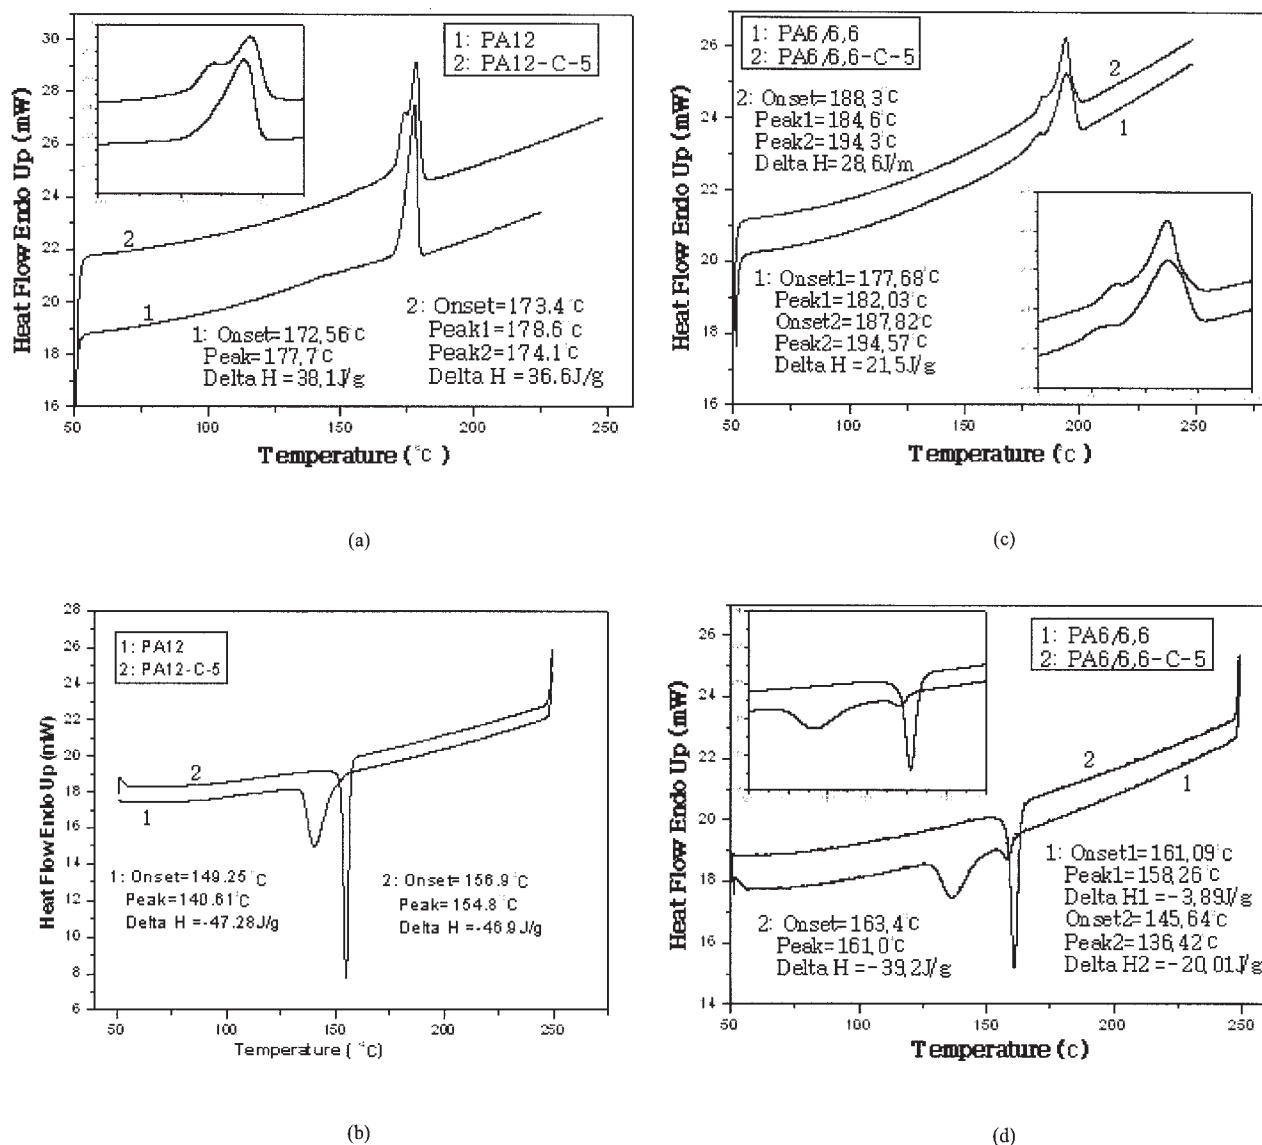 1: PA12
2: PA12-C-5
Heat Flow Endo Up (mW)
30
28
26
24
22
20
18
16
2
1
1: Onset=172,56°C
Peak=177,7°C
Delta H =38,1J/g
2: Onset=173.4°C
Peak1=178.6°C
Peak2=174.1°C
Delta H =36.6J/g
50
100
150
200
250
Temperature (°C)
(a)
1: PA6/6,6
2: PA6/6,6-C-5
Heat Flow Endo Up (mW)
26
24
22
20
18
16
2: Onset=188,3°C
Peak1=184,6°C
Peak2=194,3°C
Delta H=28,6J/m
2
1
1: Onset1=177,68°C
Peak1=182,03°C
Onset2=187,82°C
Peak2=194,57°C
Delta H =21,5J/g
50
100
150
200
250
Temperature (C)
(c)
1: PA12
2: PA12-C-5
Heat Flow Endo Up (mW)
28
26
24
22
20
18
16
14
12
10
8
6
2
1
1: Onset=149.25°C
Peak=140.61°C
Delta H =-47.28J/g
2: Onset=156.9°C
Peak=154.8°C
Delta H =-46.9J/g
50
100
150
200
250
Temperature (°C)
(b)
1: PA6/6,6
2: PA6/6,6-C-5
Heat Flow Endo Up (mW)
26
24
22
20
18
16
14
2
1
2: Onset=163,4°C
Peak=161,0°C
Delta H =-39,2J/g
1: Onset1=161,09°C
Peak1=158,26°C
Delta H1 =-3,89J/g
Onset2=145,64°C
Peak2=136,42°C
Delta H2 =-20,01J/g
50
100
150
200
250
Temperature (C)
(d)